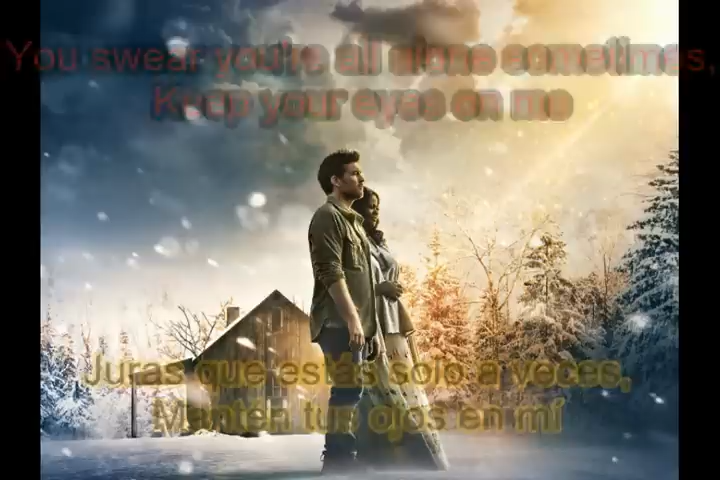 You swear you're all alone sometimes,
Keep your eyes on me
Juras que estás solo a veces,
Mantén tus ojos en mí